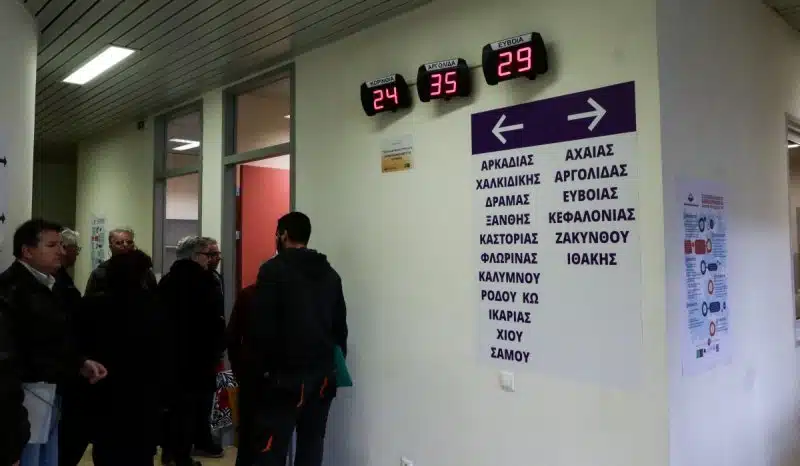 ΚΟΡΙΝΘΙΑ
24
ΑΡΓΟΛΙΔΑ
35
ΕΥΒΟΙΑ
29
ΑΡΚΑΔΙΑΣ
ΧΑΛΚΙΔΙΚΗΣ
ΔΡΑΜΑΣ
ΞΑΝΘΗΣ
ΚΑΣΤΟΡΙΑΣ
ΦΛΩΡΙΝΑΣ
ΚΑΛΥΜΝΟΥ
ΡΟΔΟΥ ΚΩ
ΙΚΑΡΙΑΣ
ΧΙΟΥ
ΣΑΜΟΥ
ΑΧΑΙΑΣ
ΑΡΓΟΛΙΔΑΣ
ΕΥΒΟΙΑΣ
ΚΕΦΑΛΟΝΙΑΣ
ΖΑΚΥΝΘΟΥ
ΙΘΑΚΗΣ